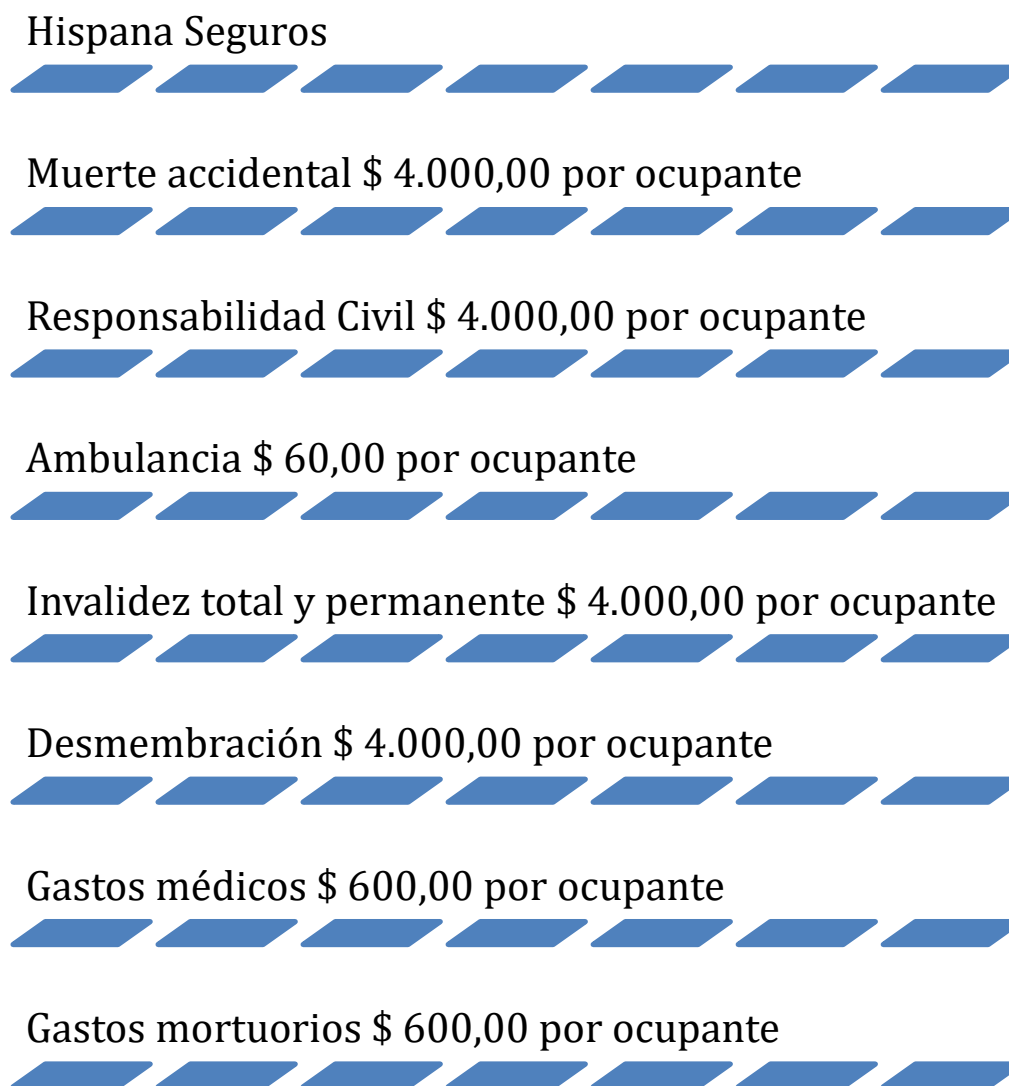 Hispana Seguros
Muerte accidental $ 4.000,00 por ocupante
Responsabilidad Civil $ 4.000,00 por ocupante
Ambulancia $ 60,00 por ocupante
Invalidez total y permanente $ 4.000,00 por ocupante
Desmembración $ 4.000,00 por ocupante
Gastos médicos $ 600,00 por ocupante
Gastos mortuorios $ 600,00 por ocupante